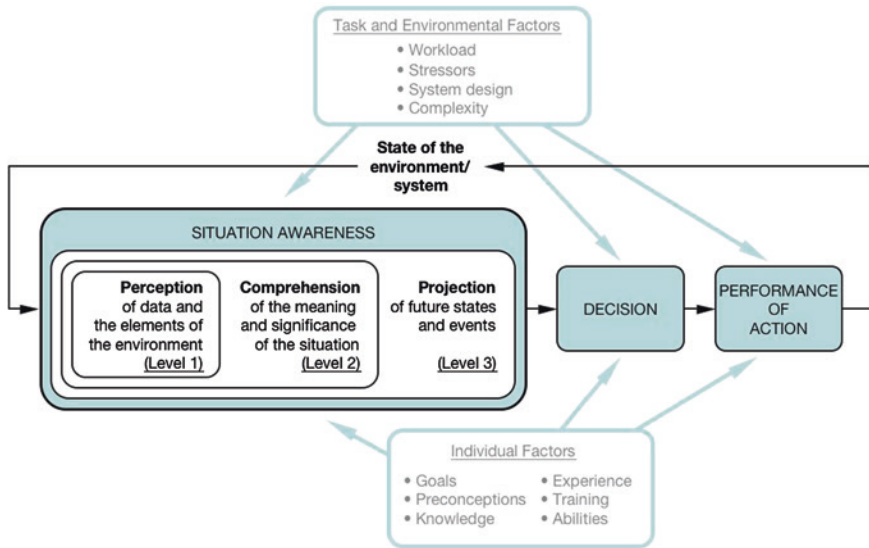 Task and Environmental Factors
• Workload
• Stressors
• System design
• Complexity
State of the
environment/
system
SITUATION AWARENESS
Perception
of data and
the elements of
the environment
(Level 1)
Comprehension
of the meaning
and significance
of the situation
(Level 2)
Projection
of future states
and events
(Level 3)
DECISION
PERFORMANCE
OF
ACTION
Individual Factors
• Goals
• Preconceptions
• Knowledge
• Experience
• Training
• Abilities